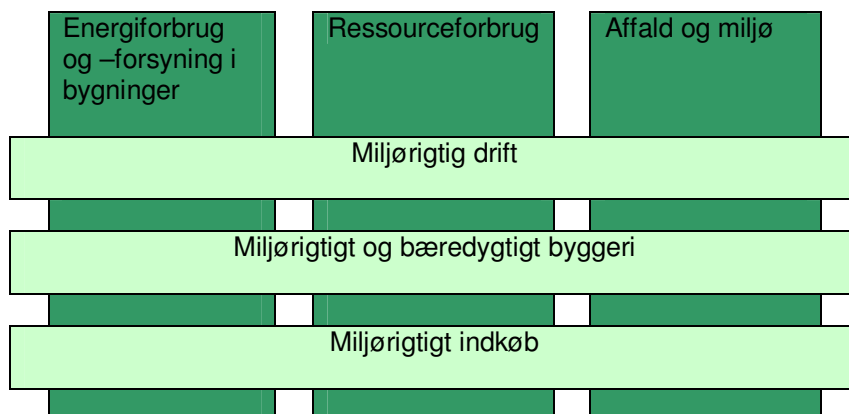 Energiforbrug
og –forsyning i
bygninger
Ressourceforbrug
Affald og miljø
Miljørigtig drift
Miljørigtigt og bæredygtigt byggeri
Miljørigtigt indkøb